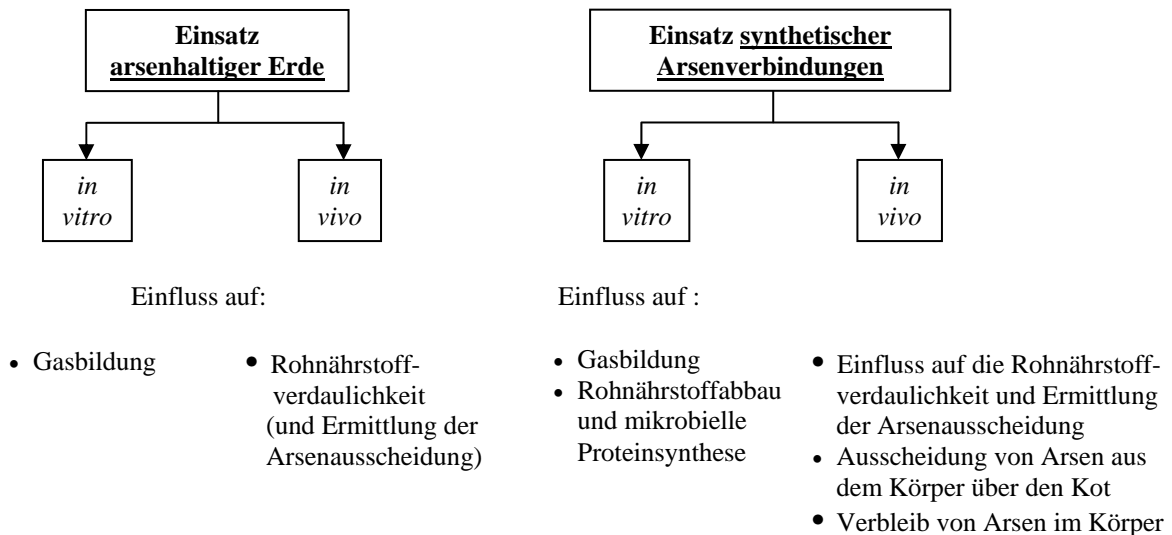 Einsatz
arsenhaltiger Erde
in
vitro
in
vivo
Einfluss auf:
• Gasbildung
• Rohnährstoff-
verdaulichkeit
(und Ermittlung der
Arsenausscheidung)
Einsatz synthetischer
Arsenverbindungen
in
vitro
in
vivo
Einfluss auf :
• Gasbildung
• Rohnährstoffabbau
und mikrobielle
Proteinsynthese
• Einfluss auf die Rohnährstoff-
verdaulichkeit und Ermittlung
der Arsenausscheidung
• Ausscheidung von Arsen aus
dem Körper über den Kot
• Verbleib von Arsen im Körper